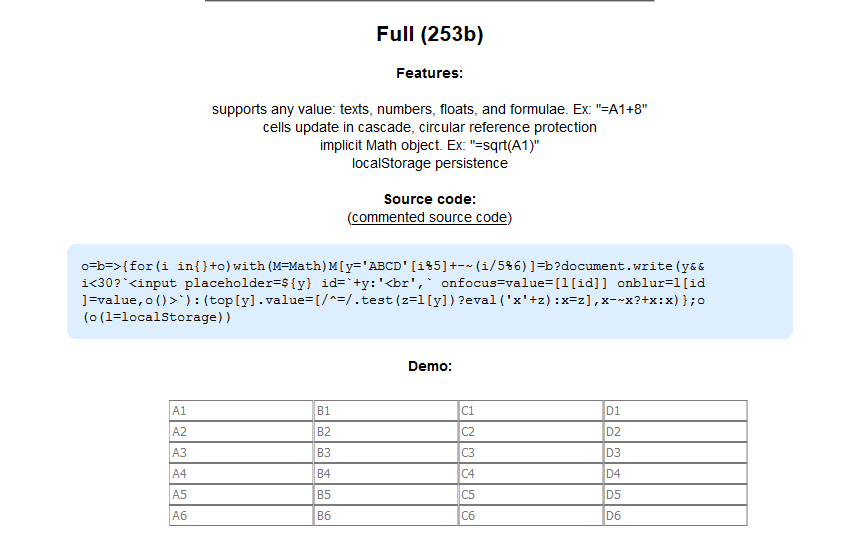 Full (253b)
Features:
supports any value: texts, numbers, floats, and formulae. Ex: "=A1+8"
cells update in cascade, circular reference protection
implicit Math object. Ex: "=sqrt(A1)"
localStorage persistence
Source code:
(commented source code)
o=b=>{for(i in{}+o)with(M=Math)M[y='ABCD'[i%5]+-~(i/5%6)]=b?document.write(y&&
i<30?`<input placeholder=${y} id=`+y:'<br',` onfocus=value=[l[id]] onblur=l[id
]=value,o()>`):(top[y].value=[/^=/.test(z=l[y])?eval('x'+z):x=z],x-~x?+x:x)};o
(o(l=localStorage))
Demo:
A1 B1 C1 D1
A2 B2 C2 D2
A3 B3 C3 D3
A4 B4 C4 D4
A5 B5 C5 D5
A6 B6 C6 D6